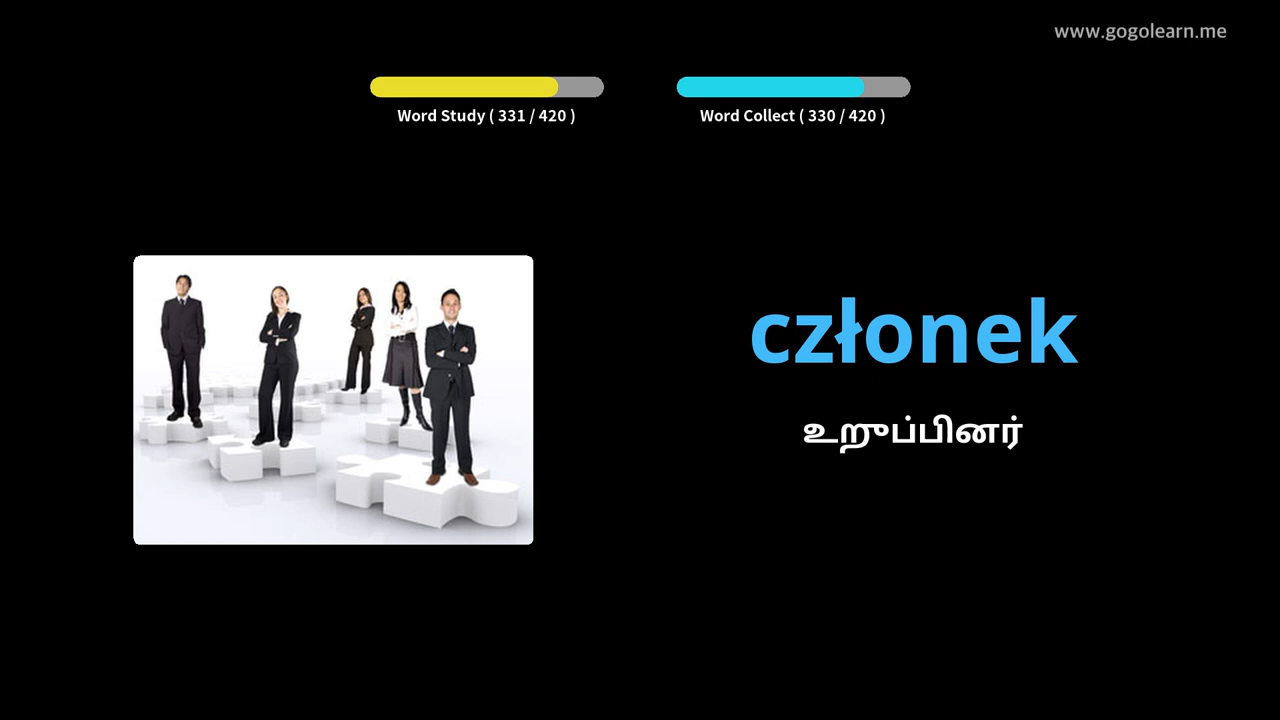 www.gogolearn.me
Word Study ( 331 / 420 )
Word Collect ( 330 / 420 )
członek
உறுப்பினர்